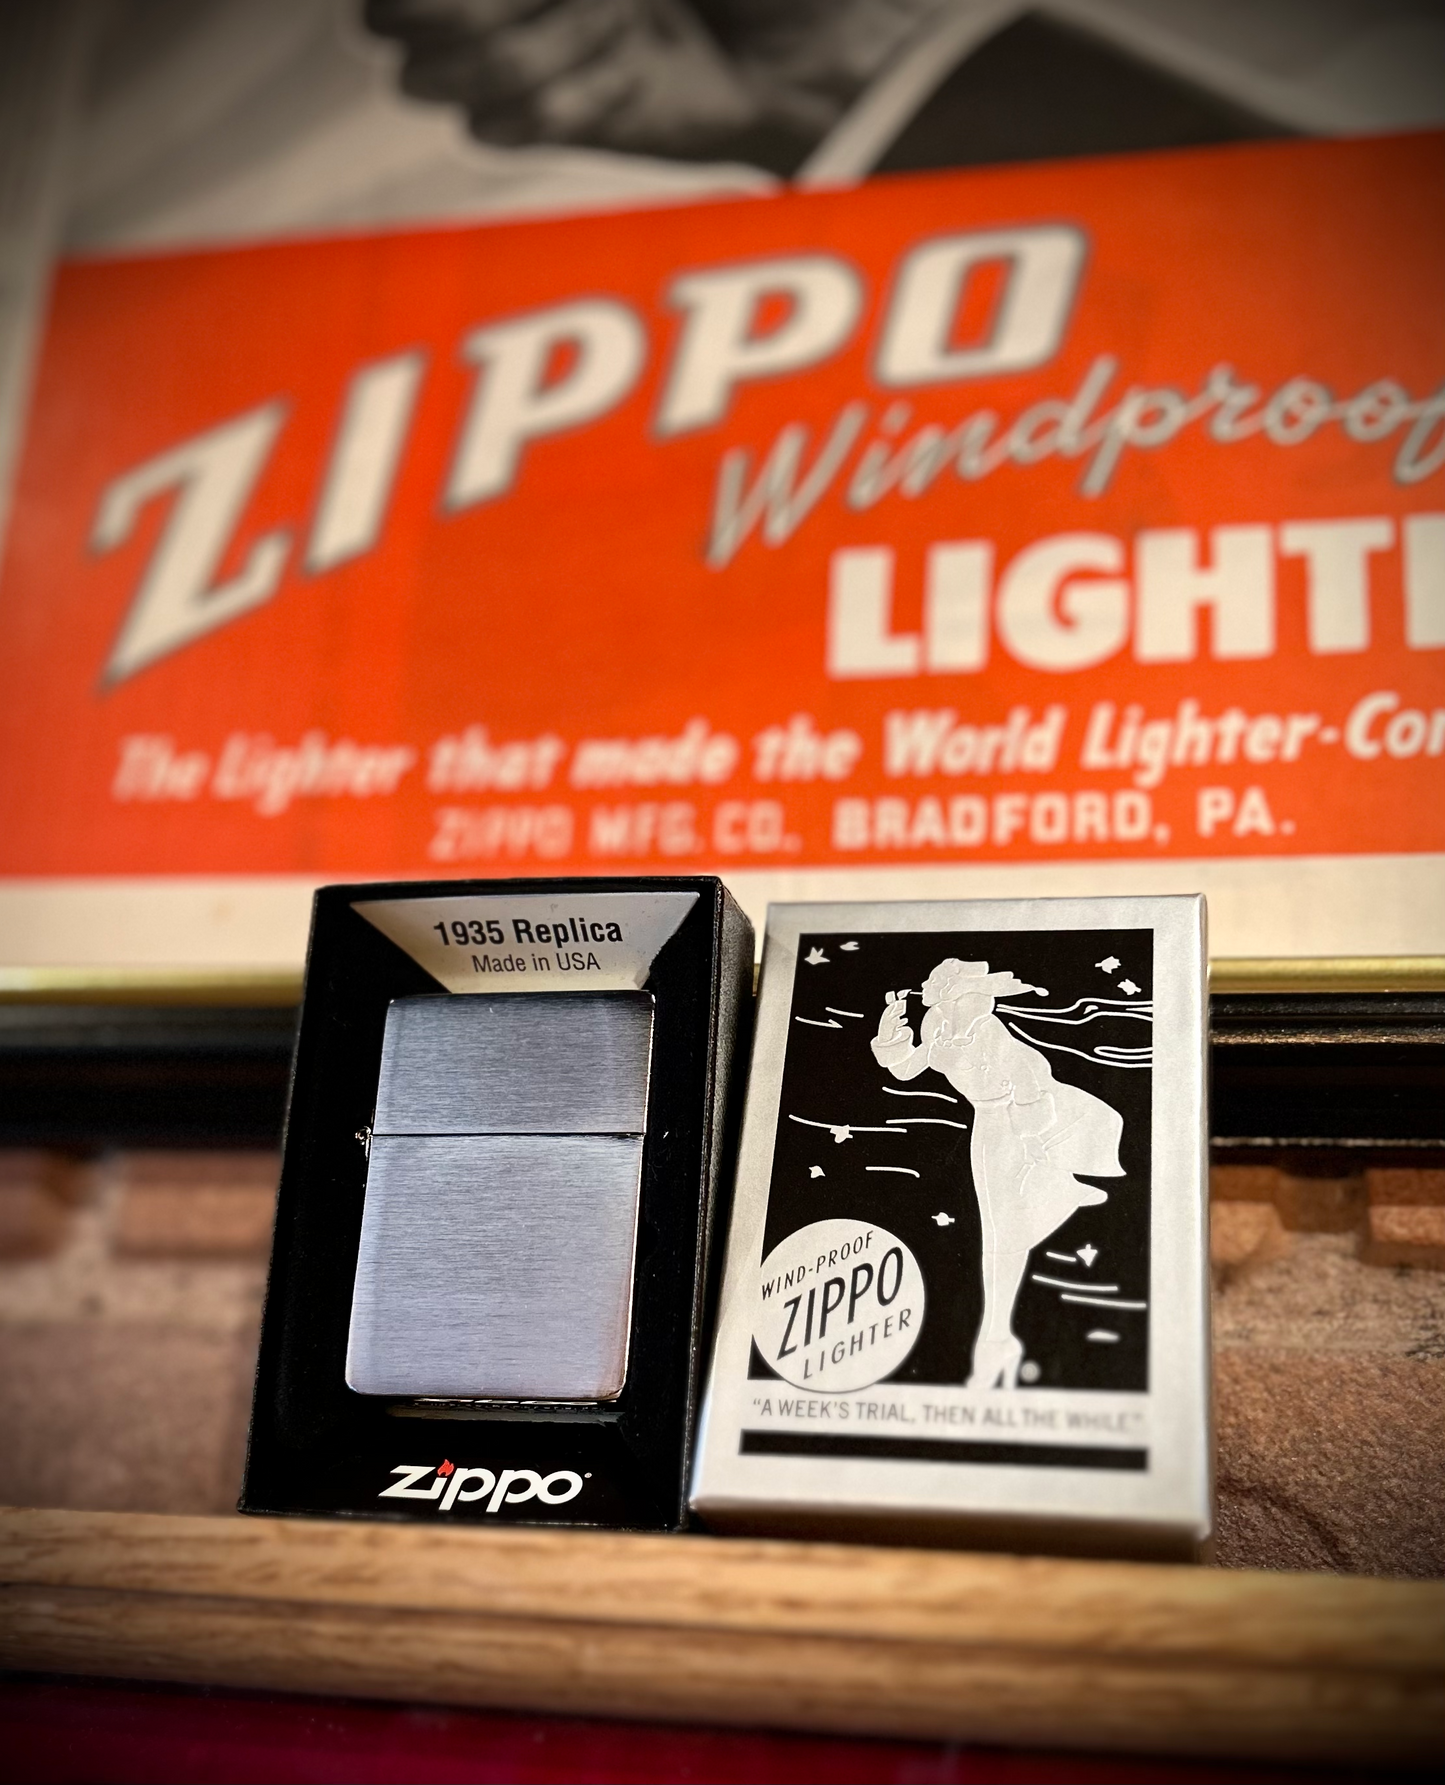 ZIPPO
Windproof
LIGHT
The Lighter that made the World Lighter-Con
ZIPPO MFG. CO. BRADFORD, PA.
1935 Replica
Made in USA
zippo
WIND-PROOF
ZIPPO
LIGHTER
"A WEEK'S TRIAL, THEN ALL THE WHILE"